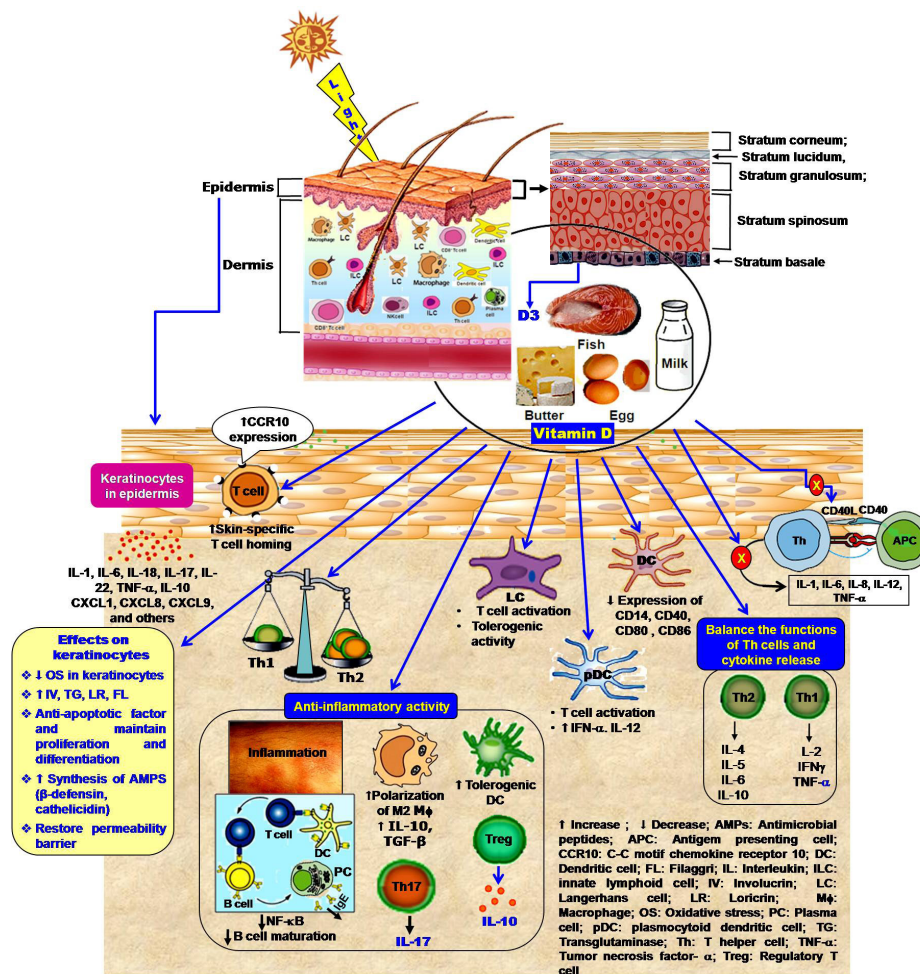 Light
Epidermis
Dermis
Macrophage
LC
CD8⁺ Tc cell
Dendritic cell
Th cell
ILC
LC
Macrophage
Dendritic cell
ILC
CD8⁺ Tc cell
NK cell
ILC
Th cell
Plasma
cell
Stratum corneum;
Stratum lucidum,
Stratum granulosum;
Stratum spinosum
Stratum basale
D3
Fish
Milk
Butter
Egg
Vitamin D
↑CCR10
expression
Keratinocytes
in epidermis
T cell
↑Skin-specific
T cell homing
IL-1, IL-6, IL-18, IL-17, IL-
22, TNF-α, IL-10
CXCL1, CXCL8, CXCL9,
and others
Effects on
keratinocytes
❖ ↓ OS in keratinocytes
❖ ↑ IV, TG, LR, FL
❖ Anti-apoptotic factor
and maintain
proliferation and
differentiation
❖ ↑ Synthesis of AMPS
(β-defensin,
cathelicidin)
❖ Restore permeability
barrier
Th1
Th2
LC
• T cell activation
• Tolerogenic
activity
DC
↓ Expression of
CD14, CD40,
CD80 , CD86
pDC
• T cell activation
• ↑ IFN-α. IL-12
X
X
CD40L
CD40
Th
APC
IL-1, IL-6, IL-8, IL-12,
TNF-α
Balance the functions
of Th cells and
cytokine release
Th2
Th1
IL-4
IL-5
IL-6
IL-10
L-2
IFNγ
TNF-α
Anti-inflammatory activity
Inflammation
T cell
DC
PC
B cell
IgE
↓NF-κB
↓B cell maturation
↑Polarization
of M2 Mϕ
↑ IL-10,
TGF-β
Th17
IL-17
↑ Tolerogenic
DC
Treg
IL-10
↑ Increase ; ↓ Decrease; AMPs: Antimicrobial
peptides; APC: Antigen presenting cell;
CCR10: C-C motif chemokine receptor 10; DC:
Dendritic cell; FL: Filaggri; IL: Interleukin; ILC:
innate lymphoid cell; IV: Involucrin; LC:
Langerhans cell; LR: Loricrin; Mϕ:
Macrophage; OS: Oxidative stress; PC: Plasma
cell; pDC: plasmocytoid dendritic cell; TG:
Transglutaminase; Th: T helper cell; TNF-α:
Tumor necrosis factor- α; Treg: Regulatory T
cell